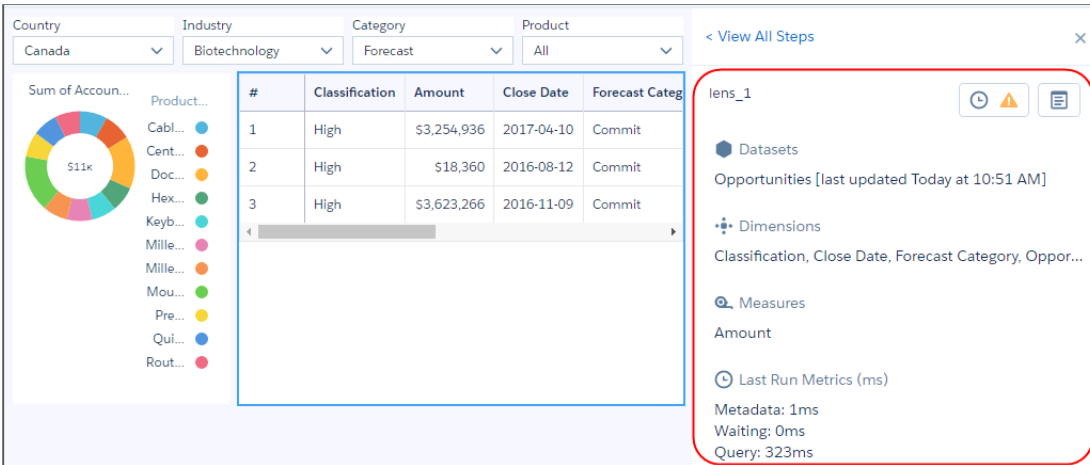 Country Industry Category Product
Canada Biotechnology Forecast All
Sum of Accoun...
Product...
$11K
Cabl...
Cent...
Doc...
Hex...
Keyb...
Mille...
Mille...
Mou...
Pre...
Qui...
Rout...
# Classification Amount Close Date Forecast Categ
1 High $3,254,936 2017-04-10 Commit
2 High $18,360 2016-08-12 Commit
3 High $3,623,266 2016-11-09 Commit
< View All Steps
lens_1
Datasets
Opportunities [last updated Today at 10:51 AM]
Dimensions
Classification, Close Date, Forecast Category, Oppor...
Measures
Amount
Last Run Metrics (ms)
Metadata: 1ms
Waiting: 0ms
Query: 323ms